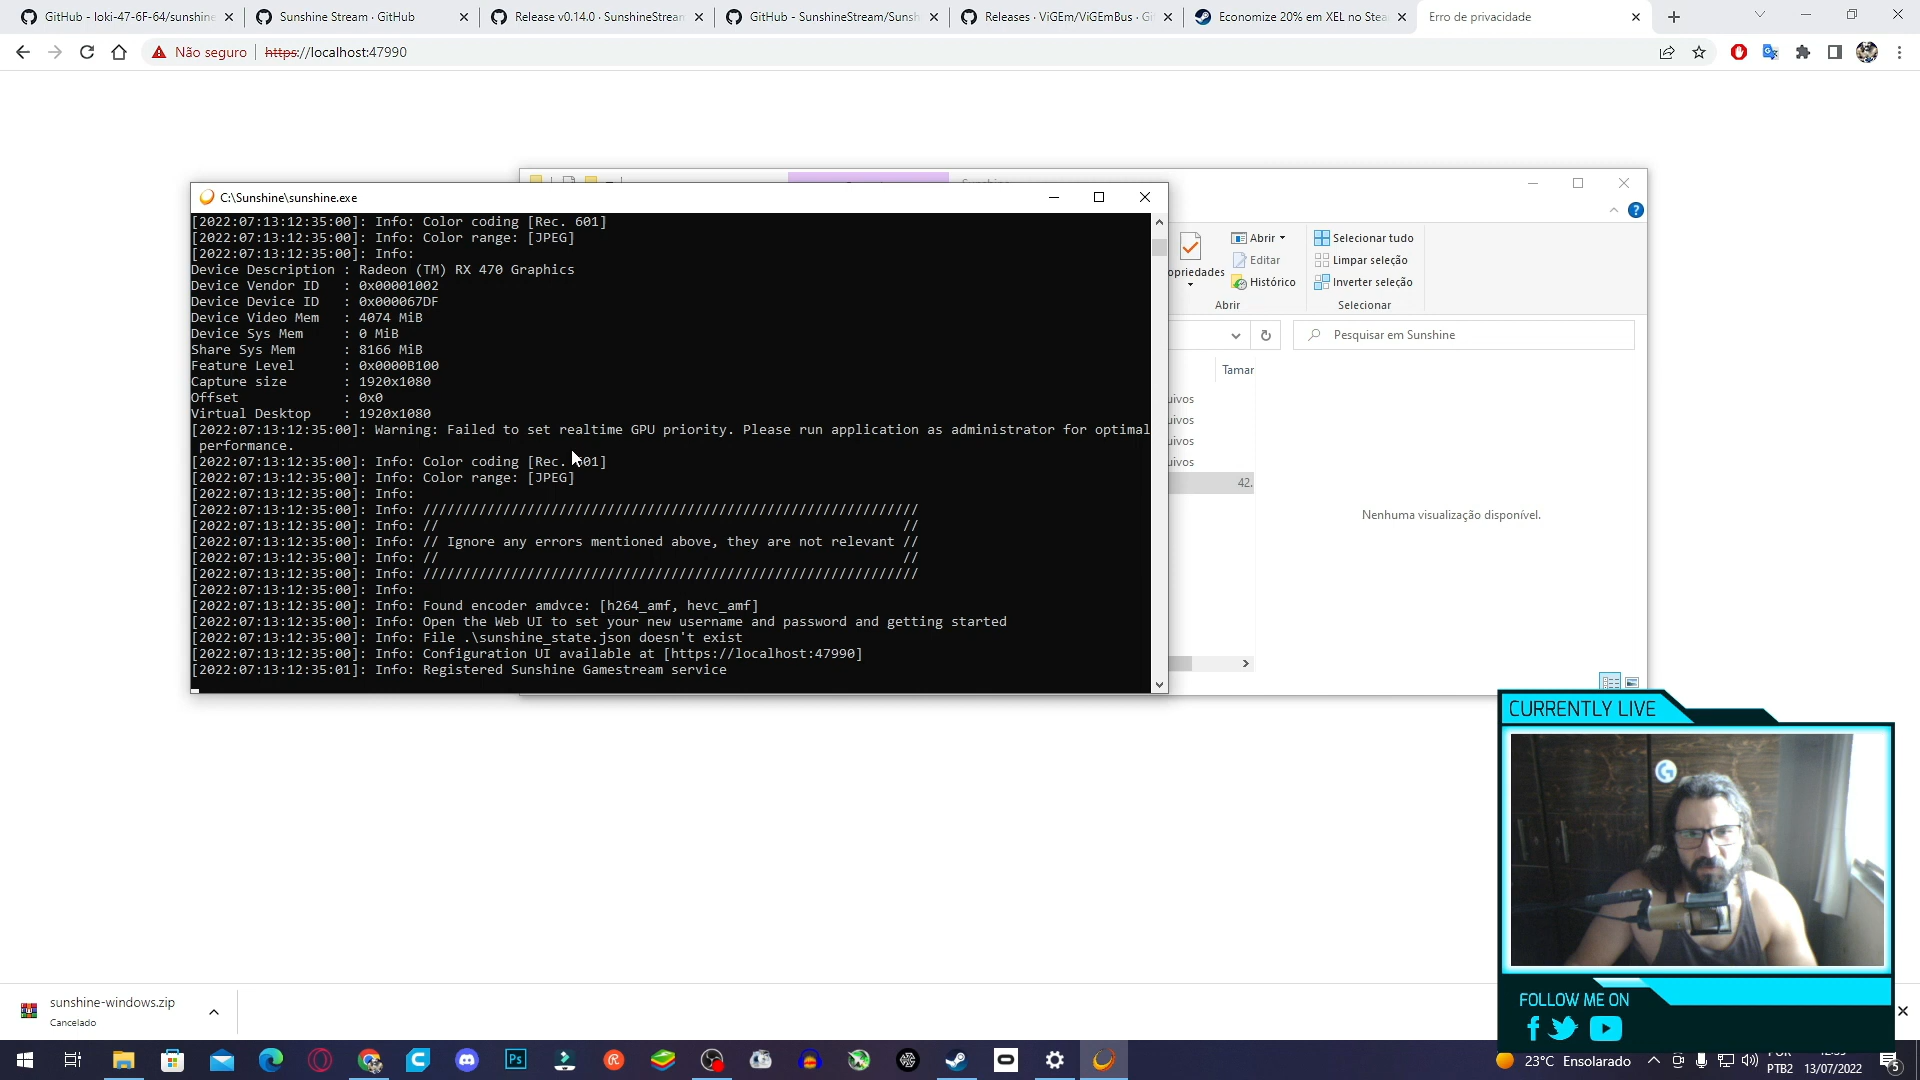 GitHub - loki-47-6F-64/sunshine
Sunshine Stream · GitHub
Release v0.14.0 · SunshineStream
GitHub - SunshineStream/Sunsh
Releases · ViGEm/ViGEmBus · Gi
Economize 20% em XEL no Stea
Erro de privacidade
Não seguro
https://localhost:47990
C:\Sunshine\sunshine.exe
[2022:07:13:12:35:00]: Info: Color coding [Rec. 601]
[2022:07:13:12:35:00]: Info: Color range: [JPEG]
[2022:07:13:12:35:00]: Info:
Device Description : Radeon (TM) RX 470 Graphics
Device Vendor ID   : 0x00001002
Device Device ID   : 0x000067DF
Device Video Mem   : 4074 MiB
Device Sys Mem     : 0 MiB
Share Sys Mem      : 8166 MiB
Feature Level      : 0x0000B100
Capture size       : 1920x1080
Offset             : 0x0
Virtual Desktop    : 1920x1080
[2022:07:13:12:35:00]: Warning: Failed to set realtime GPU priority. Please run application as administrator for optimal
performance.
[2022:07:13:12:35:00]: Info: Color coding [Rec. 601]
[2022:07:13:12:35:00]: Info: Color range: [JPEG]
[2022:07:13:12:35:00]: Info:
[2022:07:13:12:35:00]: Info: //////////////////////////////////////////////////////////////
[2022:07:13:12:35:00]: Info: //                                                          //
[2022:07:13:12:35:00]: Info: // Ignore any errors mentioned above, they are not relevant //
[2022:07:13:12:35:00]: Info: //                                                          //
[2022:07:13:12:35:00]: Info: //////////////////////////////////////////////////////////////
[2022:07:13:12:35:00]: Info:
[2022:07:13:12:35:00]: Info: Found encoder amdvce: [h264_amf, hevc_amf]
[2022:07:13:12:35:00]: Info: Open the Web UI to set your new username and password and getting started
[2022:07:13:12:35:00]: Info: File .\sunshine_state.json doesn't exist
[2022:07:13:12:35:00]: Info: Configuration UI available at [https://localhost:47990]
[2022:07:13:12:35:01]: Info: Registered Sunshine Gamestream service
opriedades
Abrir
Editar
Histórico
Abrir
Selecionar tudo
Limpar seleção
Inverter seleção
Selecionar
Pesquisar em Sunshine
Tamar
uivos
uivos
uivos
uivos
42.
Nenhuma visualização disponível.
CURRENTLY LIVE
FOLLOW ME ON
sunshine-windows.zip
Cancelado
Ps
23°C Ensolarado
PTB2
13/07/2022
5